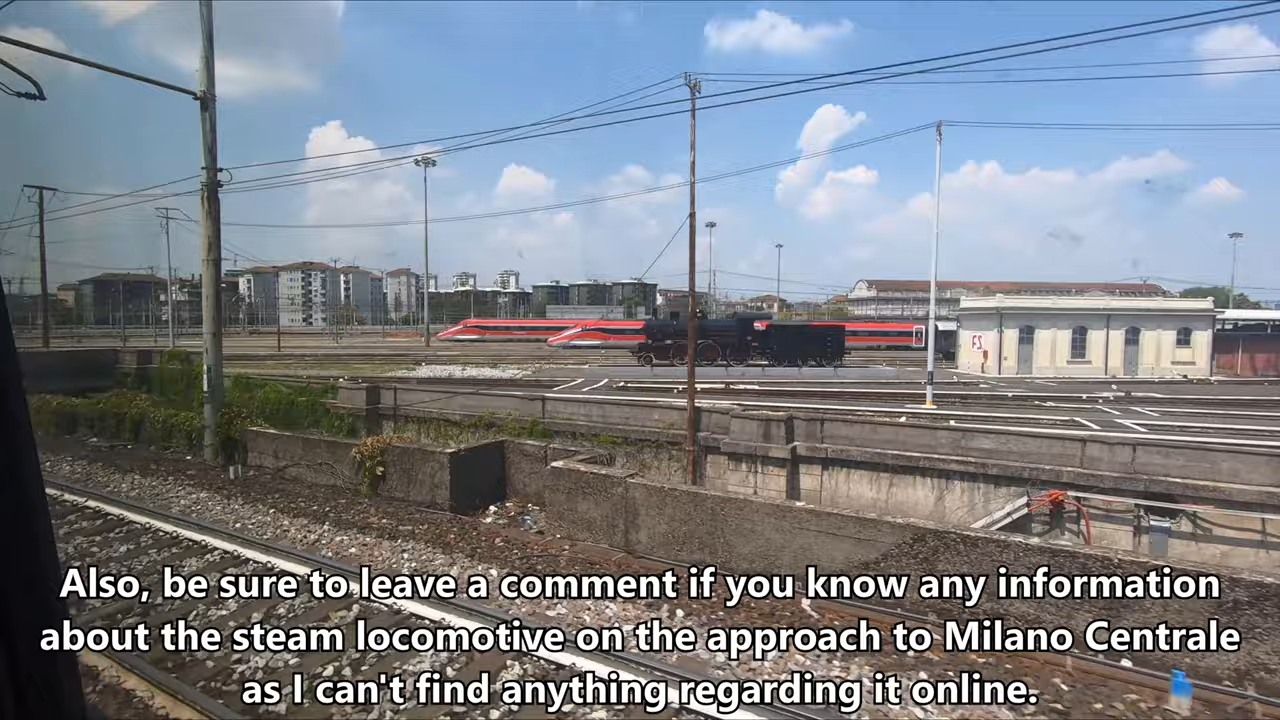 F.S.
Also, be sure to leave a comment if you know any information
about the steam locomotive on the approach to Milano Centrale
as I can't find anything regarding it online.